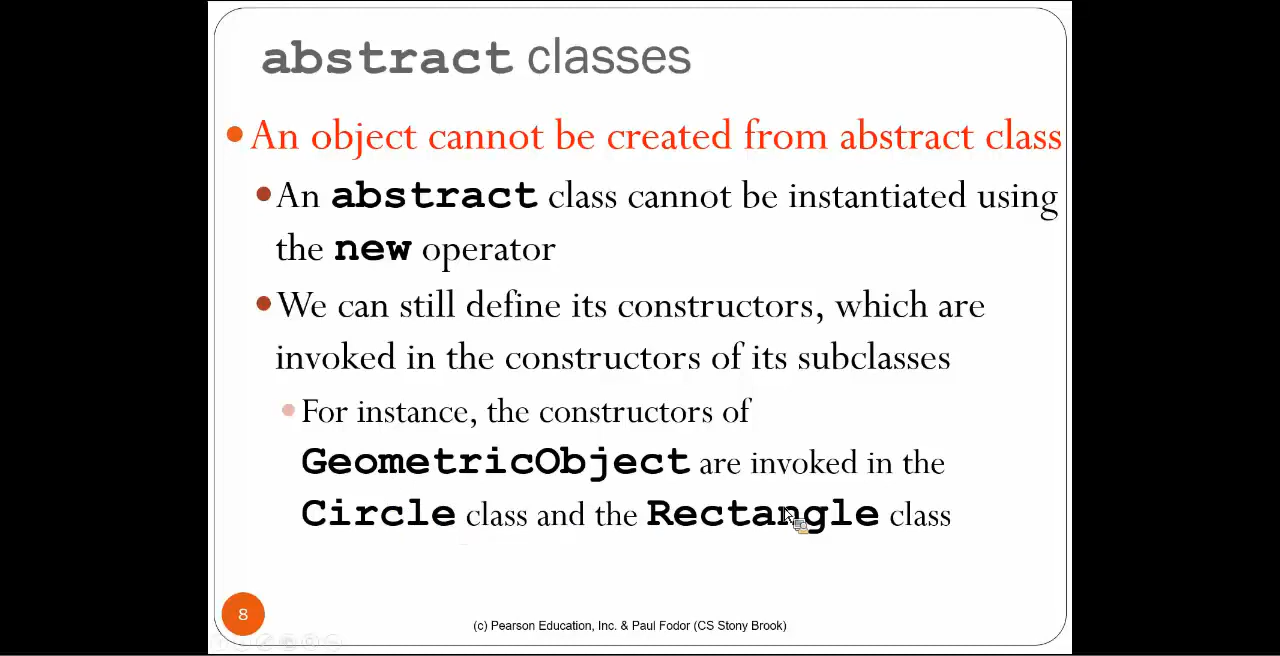 abstract classes
An object cannot be created from abstract class
An abstract class cannot be instantiated using
the new operator
We can still define its constructors, which are
invoked in the constructors of its subclasses
For instance, the constructors of
GeometricObject are invoked in the
Circle class and the Rectangle class
8
(c) Pearson Education, Inc. & Paul Fodor (CS Stony Brook)